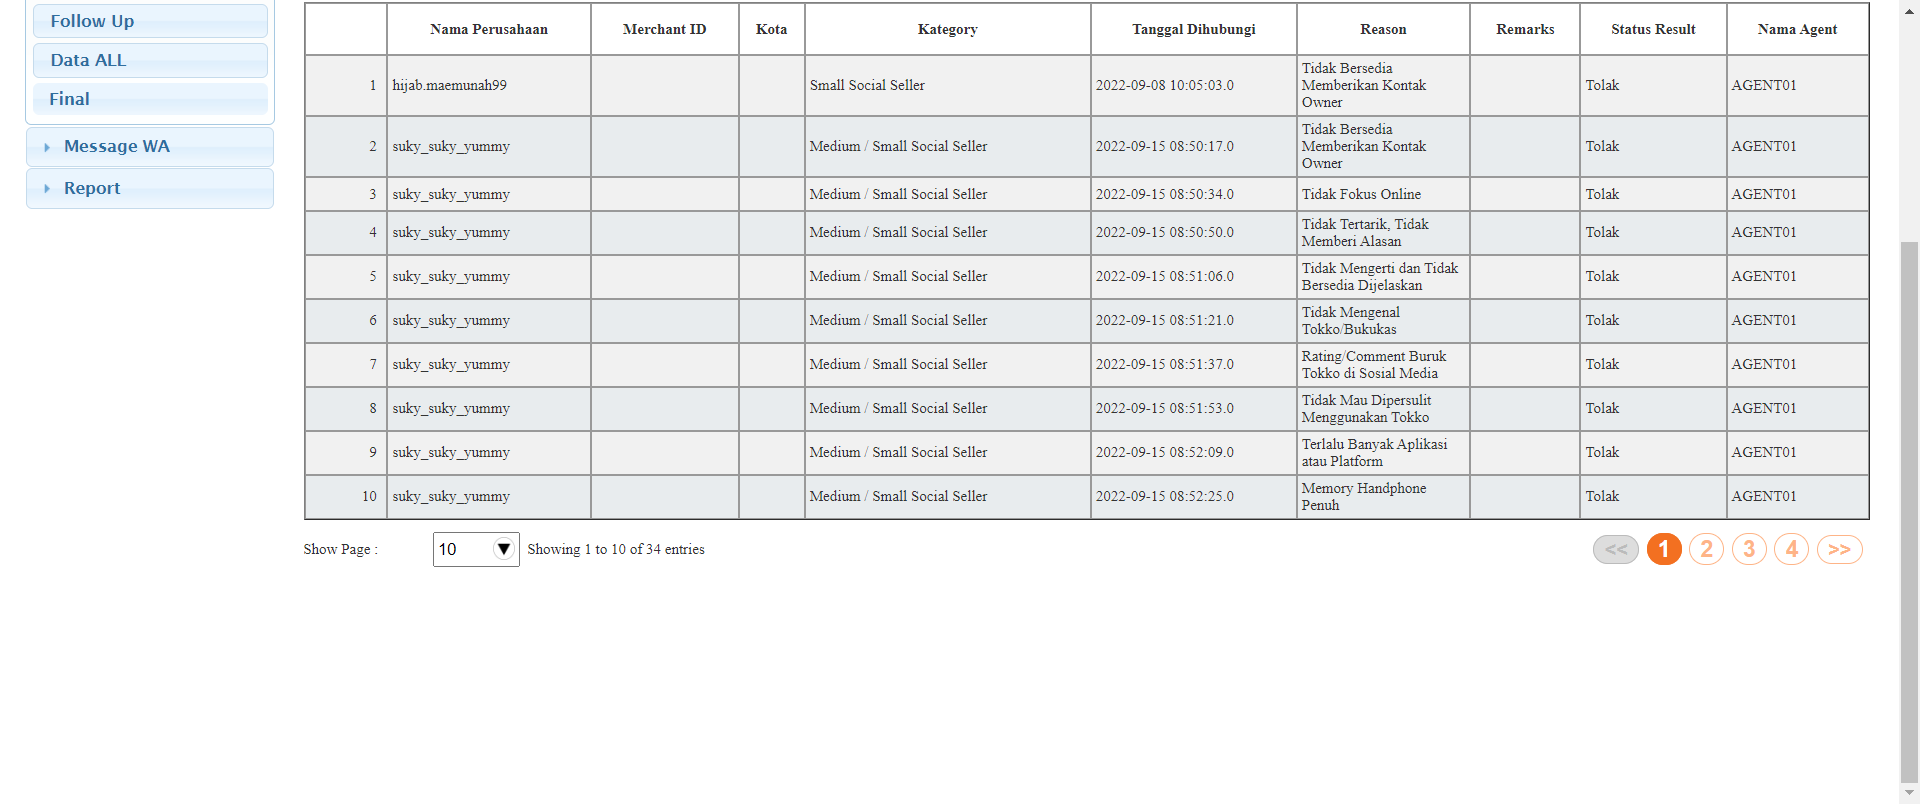 Follow Up
Data ALL
Final
Message WA
Report
Nama Perusahaan Merchant ID Kota Kategory Tanggal Dihubungi Reason Remarks Status Result Nama Agent
1 hijab.maemunah99 Small Social Seller 2022-09-08 10:05:03.0 Tidak Bersedia Memberikan Kontak Owner Tolak AGENT01
2 suky_suky_yummy Medium / Small Social Seller 2022-09-15 08:50:17.0 Tidak Bersedia Memberikan Kontak Owner Tolak AGENT01
3 suky_suky_yummy Medium / Small Social Seller 2022-09-15 08:50:34.0 Tidak Fokus Online Tolak AGENT01
4 suky_suky_yummy Medium / Small Social Seller 2022-09-15 08:50:50.0 Tidak Tertarik, Tidak Memberi Alasan Tolak AGENT01
5 suky_suky_yummy Medium / Small Social Seller 2022-09-15 08:51:06.0 Tidak Mengerti dan Tidak Bersedia Dijelaskan Tolak AGENT01
6 suky_suky_yummy Medium / Small Social Seller 2022-09-15 08:51:21.0 Tidak Mengenal Tokko/Bukukas Tolak AGENT01
7 suky_suky_yummy Medium / Small Social Seller 2022-09-15 08:51:37.0 Rating/Comment Buruk Tokko di Sosial Media Tolak AGENT01
8 suky_suky_yummy Medium / Small Social Seller 2022-09-15 08:51:53.0 Tidak Mau Dipersulit Menggunakan Tokko Tolak AGENT01
9 suky_suky_yummy Medium / Small Social Seller 2022-09-15 08:52:09.0 Terlalu Banyak Aplikasi atau Platform Tolak AGENT01
10 suky_suky_yummy Medium / Small Social Seller 2022-09-15 08:52:25.0 Memory Handphone Penuh Tolak AGENT01
Show Page : 10 Showing 1 to 10 of 34 entries << 1 2 3 4 >>